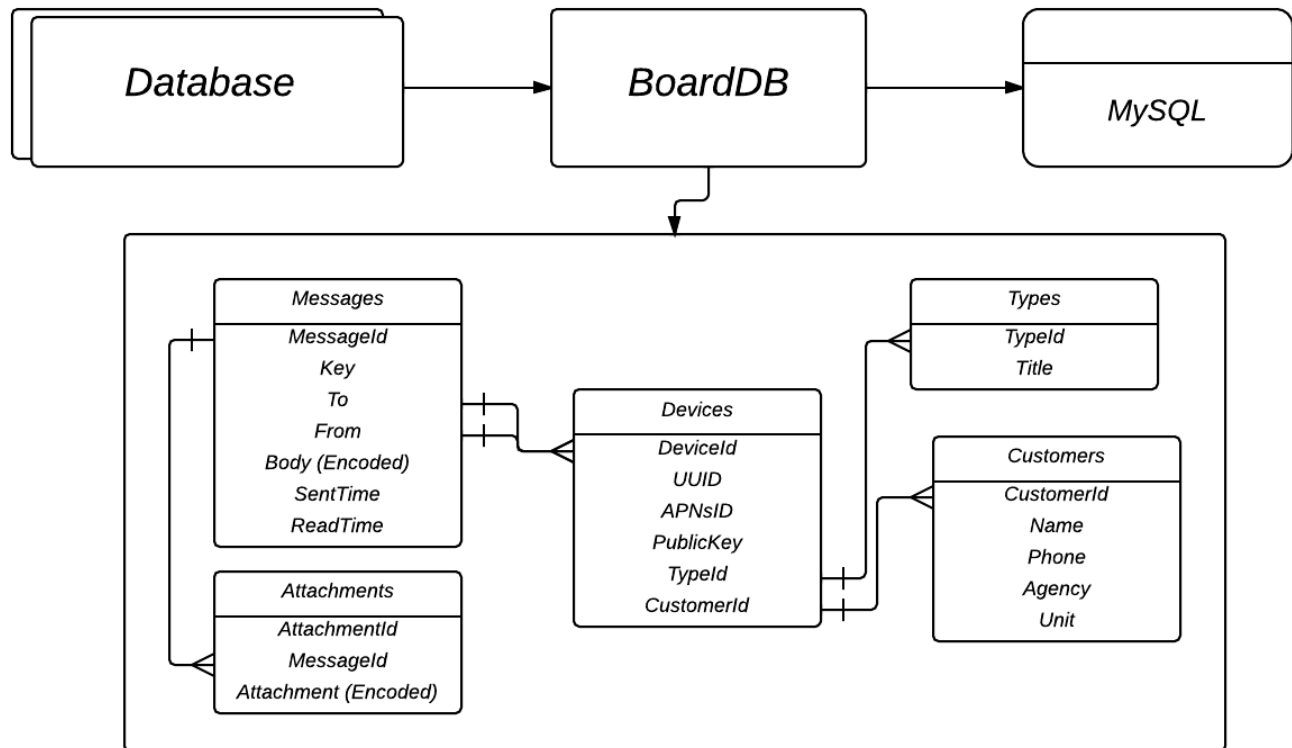 Database
BoardDB
MySQL
Messages
MessageId
Key
To
From
Body (Encoded)
SentTime
ReadTime
Attachments
AttachmentId
MessageId
Attachment (Encoded)
Devices
DeviceId
UUID
APNsID
PublicKey
TypeId
CustomerId
Types
TypeId
Title
Customers
CustomerId
Name
Phone
Agency
Unit